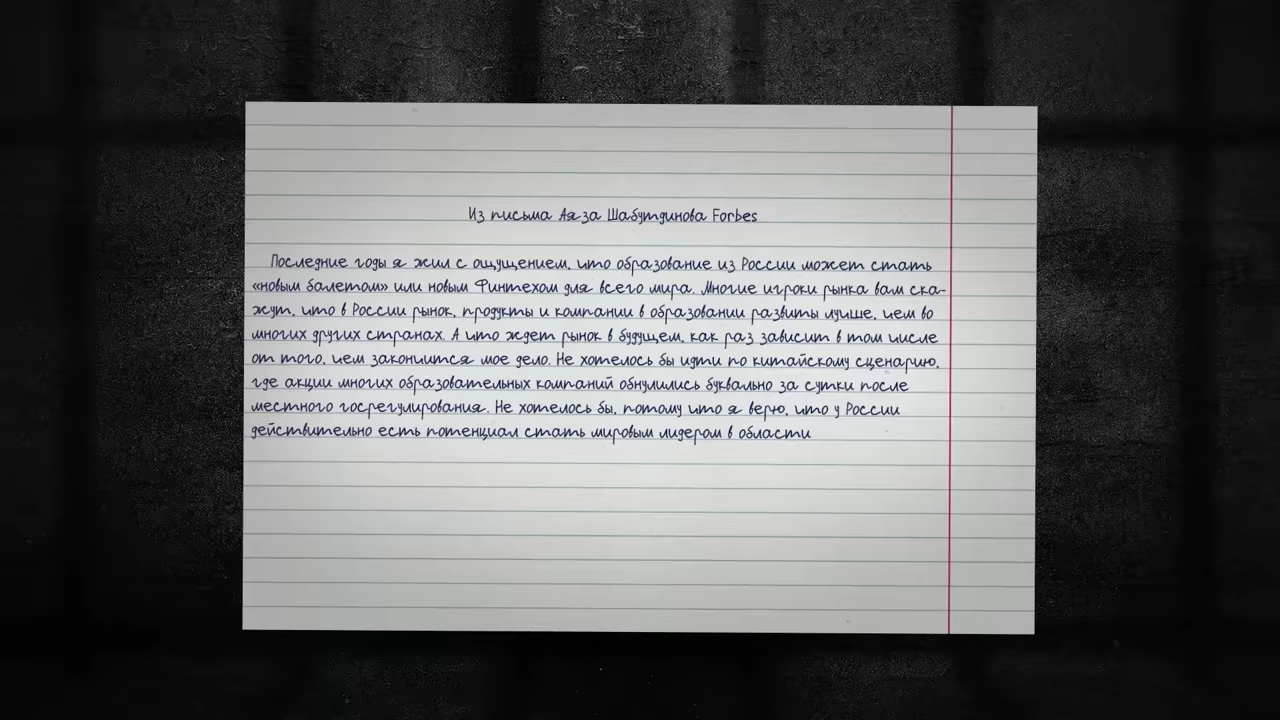 Из письма Аяза Шабутдинова Forbes
Последние годы я жил с ощущением, что образование из России может стать
«новым балетом» или новым Финтехом для всего мира. Многие игроки рынка вам ска-
жут, что в России рынок, продукты и компании в образовании развиты лучше, чем во
многих других странах. А что ждет рынок в будущем, как раз зависит в том числе
от того, чем закончится мое дело. Не хотелось бы идти по китайскому сценарию,
где акции многих образовательных компаний обнулились буквально за сутки после
местного госрегулирования. Не хотелось бы, потому что я верю, что у России
действительно есть потенциал стать мировым лидером в области